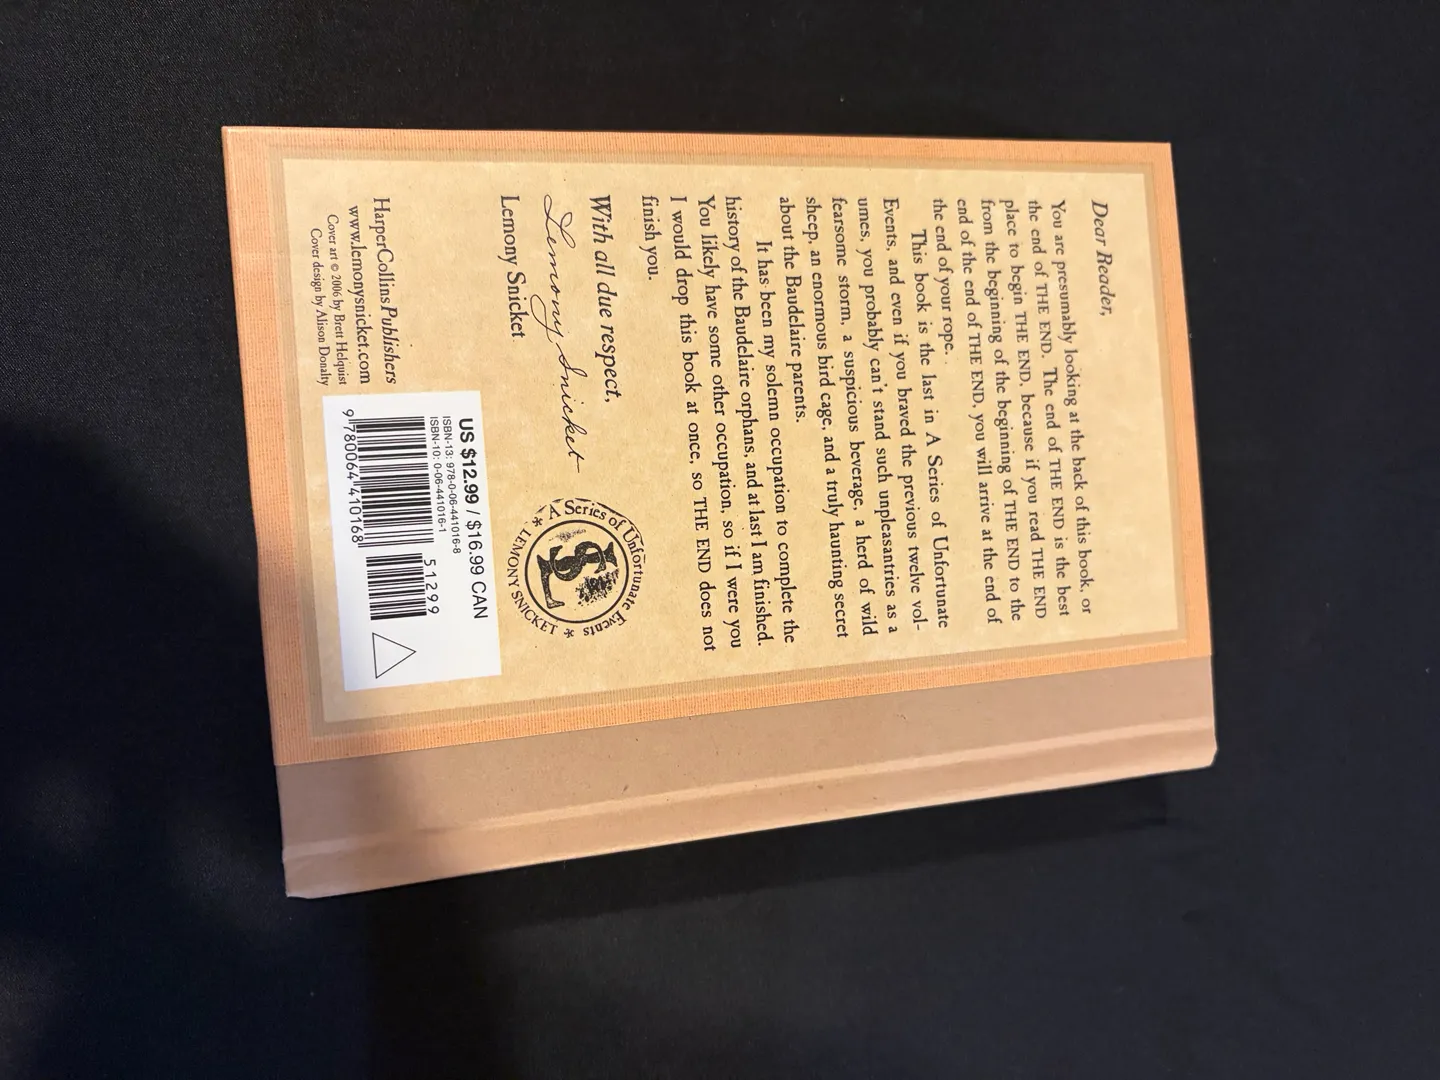 Dear Reader,
You are presumably looking at the back of this book, or
the end of THE END. The end of THE END is the best
place to begin THE END, because if you read THE END
from the beginning of the beginning of THE END to the
end of the end of THE END, you will arrive at the end of
the end of your rope.
This book is the last in A Series of Unfortunate
Events, and even if you braved the previous twelve vol-
umes, you probably can't stand such unpleasantries as a
fearsome storm, a suspicious beverage, a herd of wild
sheep, an enormous bird cage, and a truly haunting secret
about the Baudelaire parents.
It has been my solemn occupation to complete the
history of the Baudelaire orphans, and at last I am finished.
You likely have some other occupation, so if I were you
I would drop this book at once, so THE END does not
finish you.
With all due respect,
Lemony Snicket
Lemony Snicket
A Series of Unfortunate Events
* LEMONY SNICKET *
HarperCollinsPublishers
www.lemonysnicket.com
Cover art © 2006 by Brett Helquist
Cover design by Alison Donalty
US $12.99 / $16.99 CAN
ISBN-13: 978-0-06-441016-8
ISBN-10: 0-06-441016-1
51299
9 780064 410168